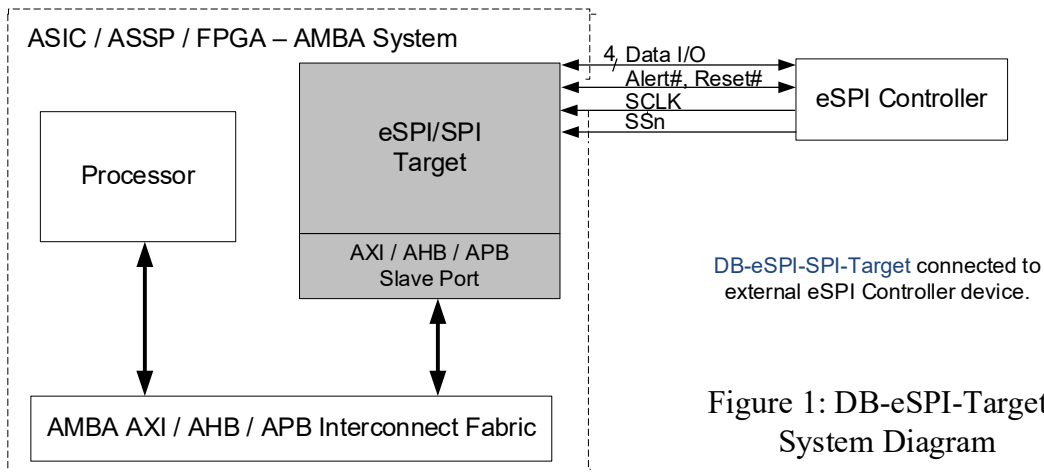 ASIC / ASSP / FPGA – AMBA System
4 Data I/O
Alert#, Reset#
SCLK
SSn
eSPI Controller
eSPI/SPI
Target
Processor
AXI / AHB / APB
Slave Port
DB-eSPI-SPI-Target connected to
external eSPI Controller device.
AMBA AXI / AHB / APB Interconnect Fabric
Figure 1: DB-eSPI-Target
System Diagram